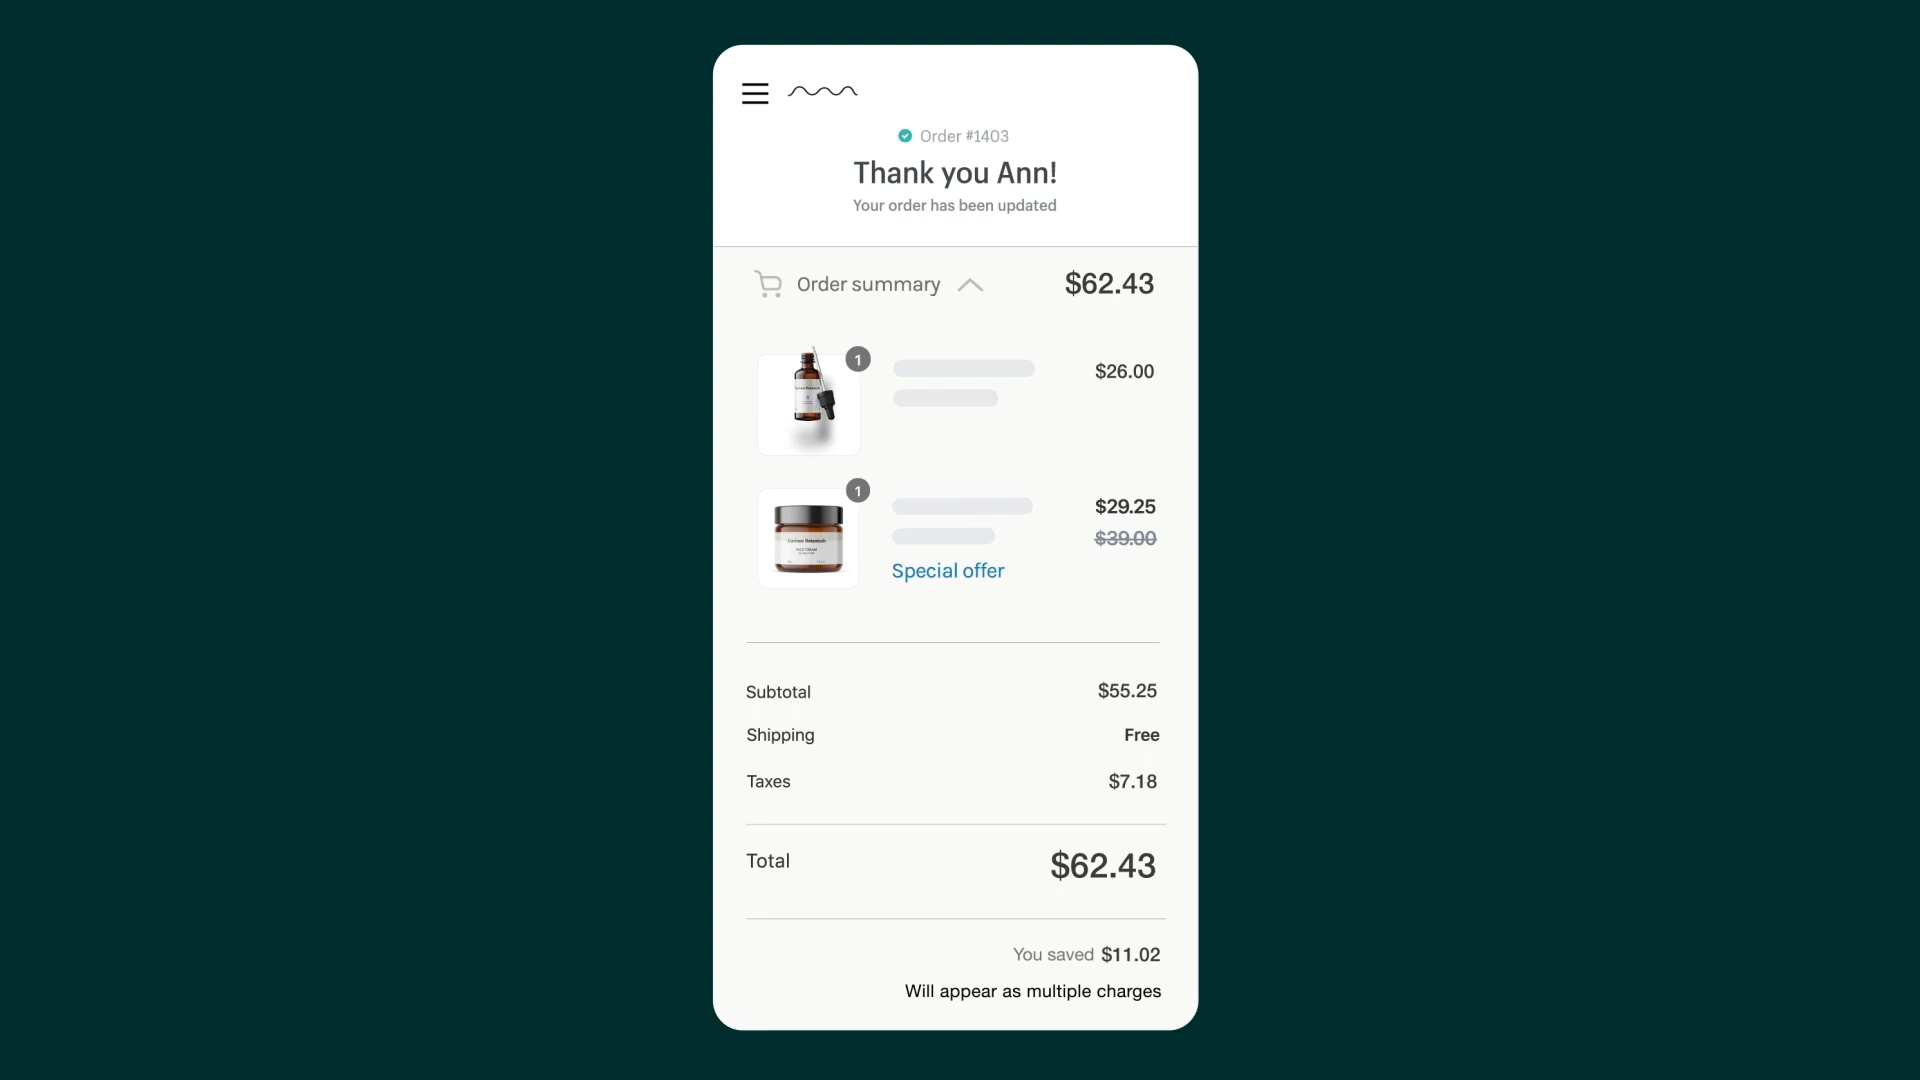 Order #1403
Thank you Ann!
Your order has been updated
Order summary
$62.43
1
$26.00
1
$29.25
$39.00
FACE CREAM
Special offer
Subtotal
$55.25
Shipping
Free
Taxes
$7.18
Total
$62.43
You saved $11.02
Will appear as multiple charges